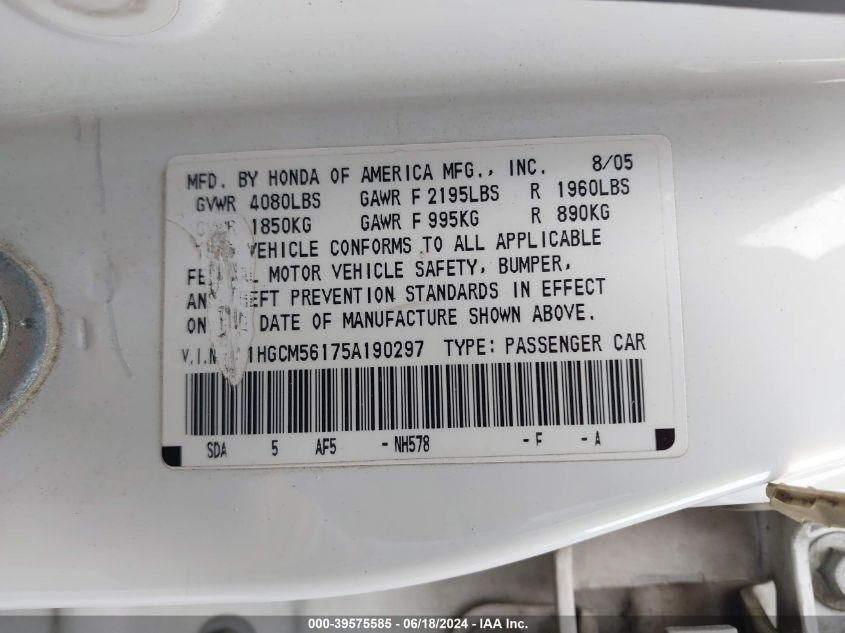 MFD. BY HONDA OF AMERICA MFG., INC. 8/05
GVWR 4080LBS GAWR F 2195LBS R 1960LBS
1850KG GAWR F 995KG R 890KG
VEHICLE CONFORMS TO ALL APPLICABLE
MOTOR VEHICLE SAFETY, BUMPER,
PREVENTION STANDARDS IN EFFECT
ON DATE OF MANUFACTURE SHOWN ABOVE.
V.I.N 1HGCM56175A190297 TYPE: PASSENGER CAR
SDA 5 AF5 -NH578 -F -A
000-39575585 - 06/18/2024 - IAA Inc.